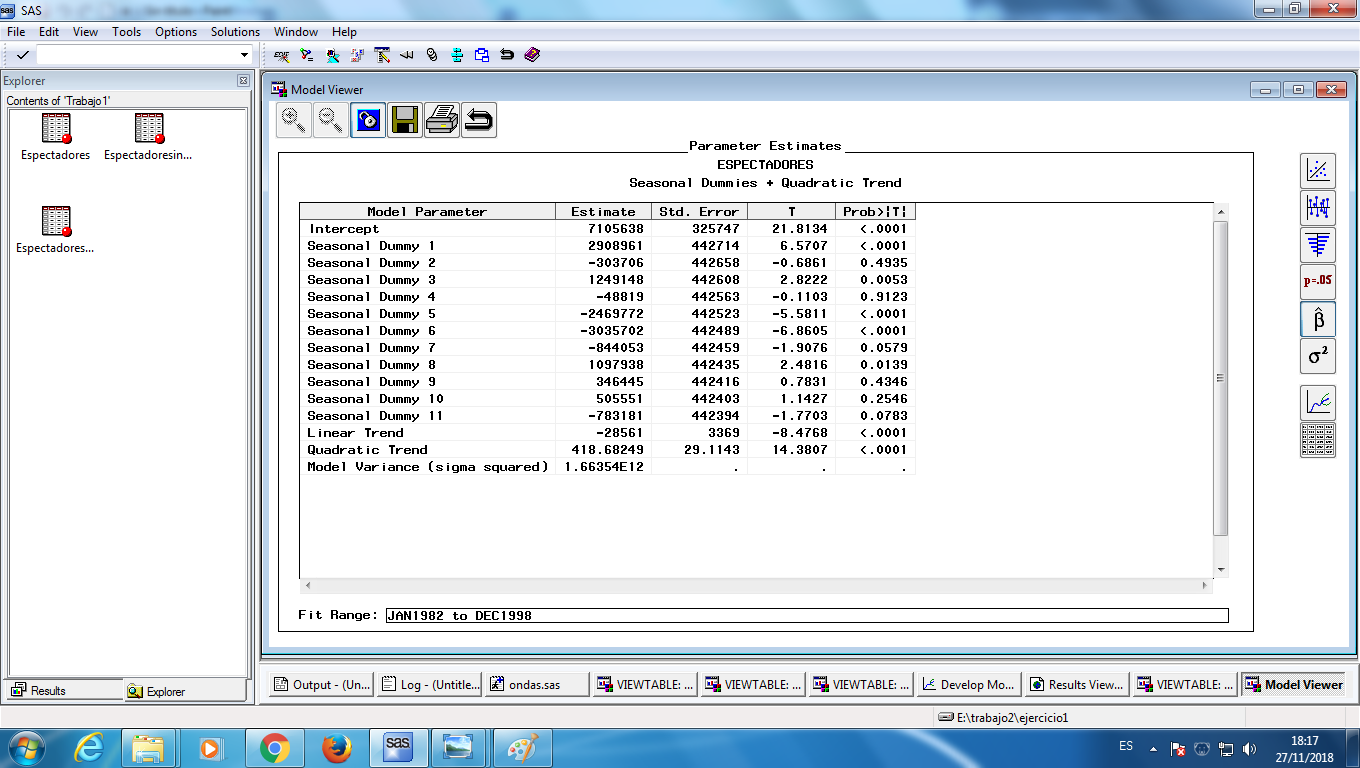 SAS
File Edit View Tools Options Solutions Window Help
Explorer
Contents of 'Trabajo1'
Espectadores Espectadoresin...
Espectadores...
Model Viewer
Parameter Estimates
ESPECTADORES
Seasonal Dummies + Quadratic Trend
Model Parameter Estimate Std. Error T Prob>|T|
Intercept 7105638 325747 21.8134 <.0001
Seasonal Dummy 1 2908961 442714 6.5707 <.0001
Seasonal Dummy 2 -303706 442658 -0.6861 0.4935
Seasonal Dummy 3 1249148 442608 2.8222 0.0053
Seasonal Dummy 4 -48819 442563 -0.1103 0.9123
Seasonal Dummy 5 -2469772 442523 -5.5811 <.0001
Seasonal Dummy 6 -3035702 442489 -6.8605 <.0001
Seasonal Dummy 7 -844053 442459 -1.9076 0.0579
Seasonal Dummy 8 1097938 442435 2.4816 0.0139
Seasonal Dummy 9 346445 442416 0.7831 0.4346
Seasonal Dummy 10 505551 442403 1.1427 0.2546
Seasonal Dummy 11 -783181 442394 -1.7703 0.0783
Linear Trend -28561 3369 -8.4768 <.0001
Quadratic Trend 418.68249 29.1143 14.3807 <.0001
Model Variance (sigma squared) 1.66354E12 . . .
p=.05
β̂
σ²
Fit Range: JAN1982 to DEC1998
Results Explorer
Output - (Un... Log - (Untitle... ondas.sas VIEWTABLE: ... VIEWTABLE: ... VIEWTABLE: ... Develop Mo... Results View... VIEWTABLE: ... Model Viewer
E:\trabajo2\ejercicio1
sas
ES
18:17
27/11/2018